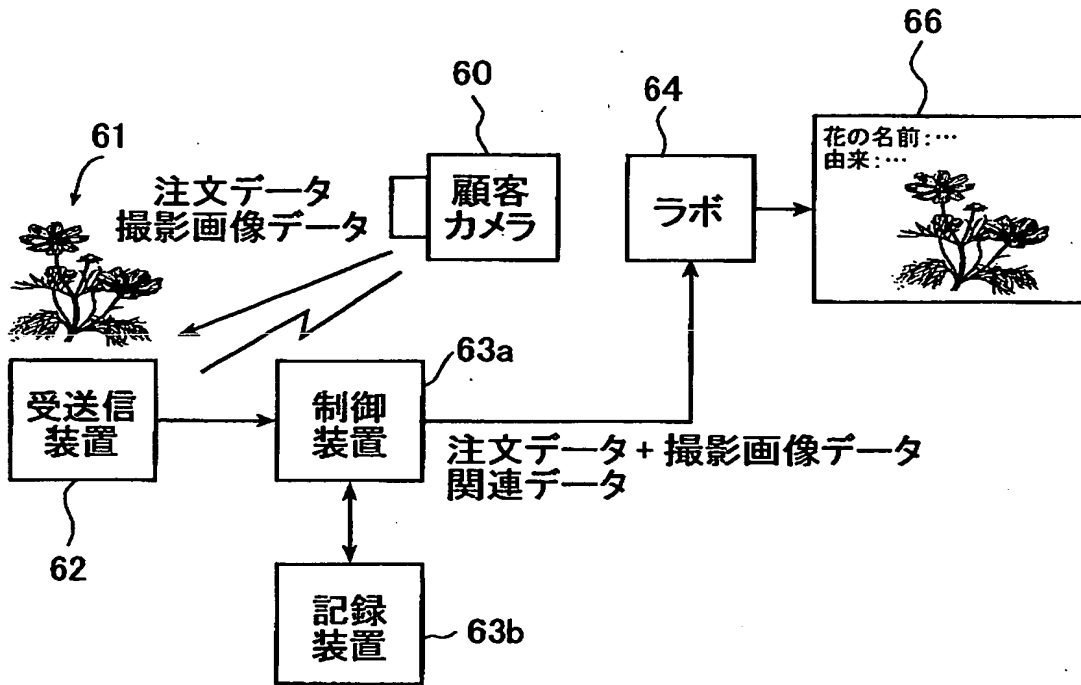 66
60
64
61
花の名前:…
由来:…
注文データ
撮影画像データ
顧客
カメラ
ラボ
63a
受送信
装置
制御
装置
注文データ+撮影画像データ
関連データ
62
記録
装置
63b